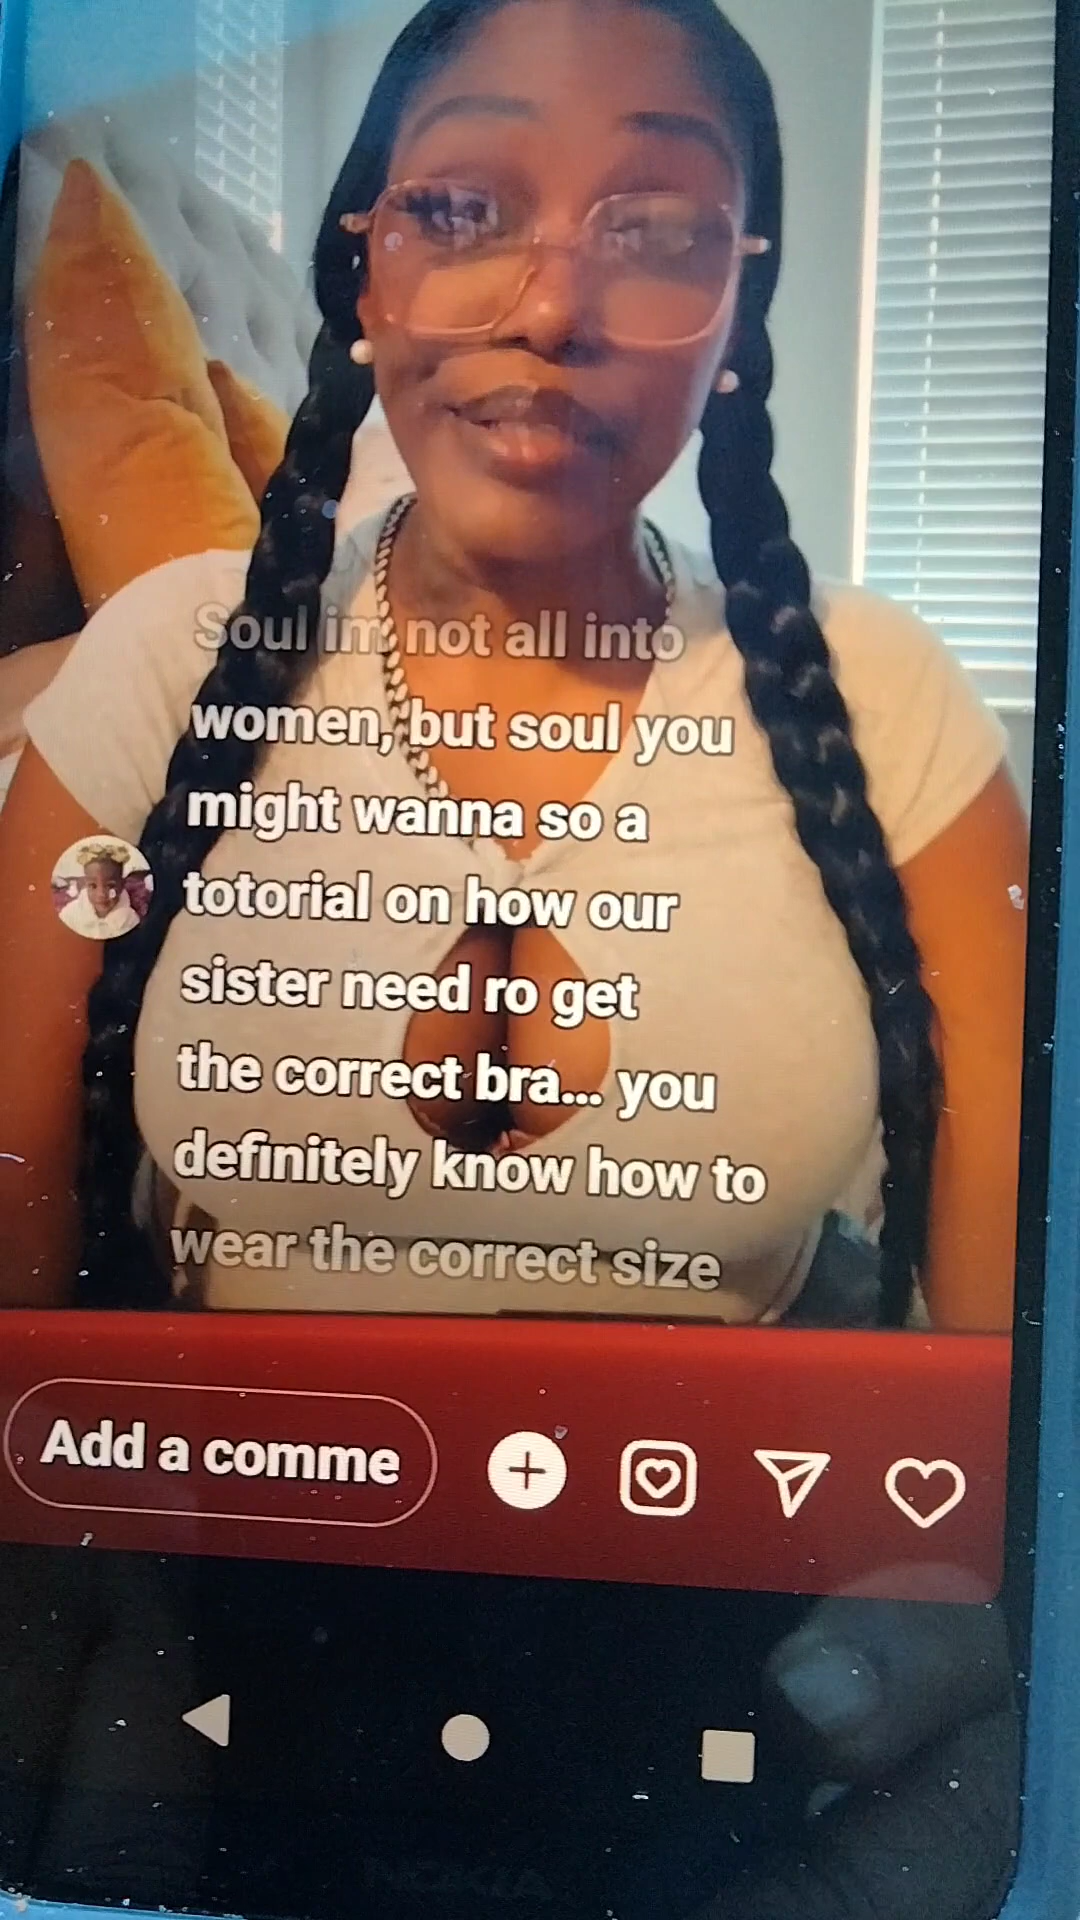 Soul im not all into
women, but soul you
might wanna so a
totorial on how our
sister need ro get
the correct bra... you
definitely know how to
wear the correct size
Add a comme